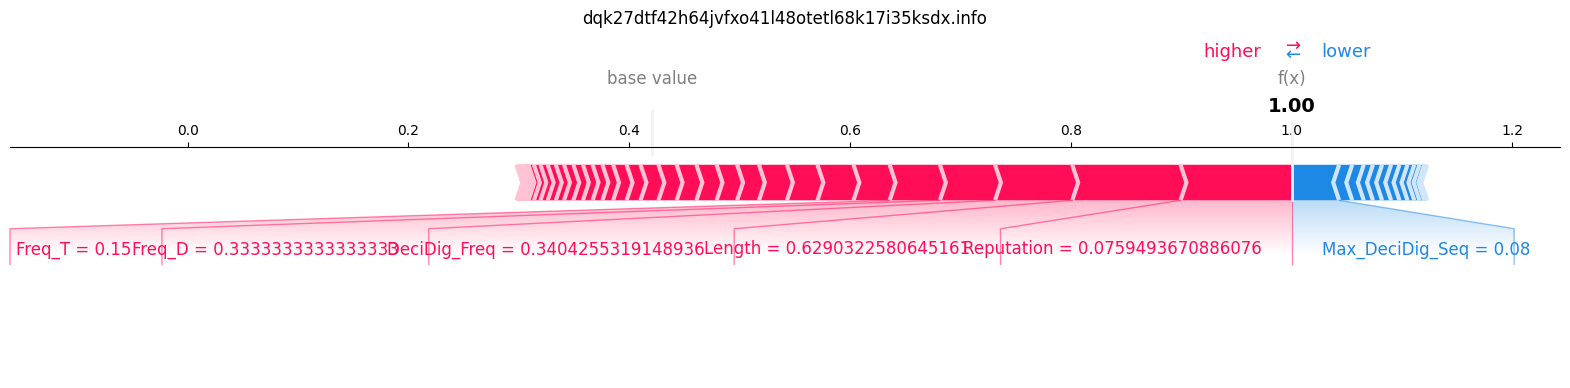 dqk27dtf42h64jvfxo41l48otetl68k17i35ksdx.info
higher → ← lower
base value f(x)
1.00
0.0 0.2 0.4 0.6 0.8 1.0 1.2
Freq_T = 0.15 Freq_D = 0.3333333333333333 DeciDig_Freq = 0.3404255319148936 Length = 0.6290322580645161 Reputation = 0.0759493670886076 Max_DeciDig_Seq = 0.08